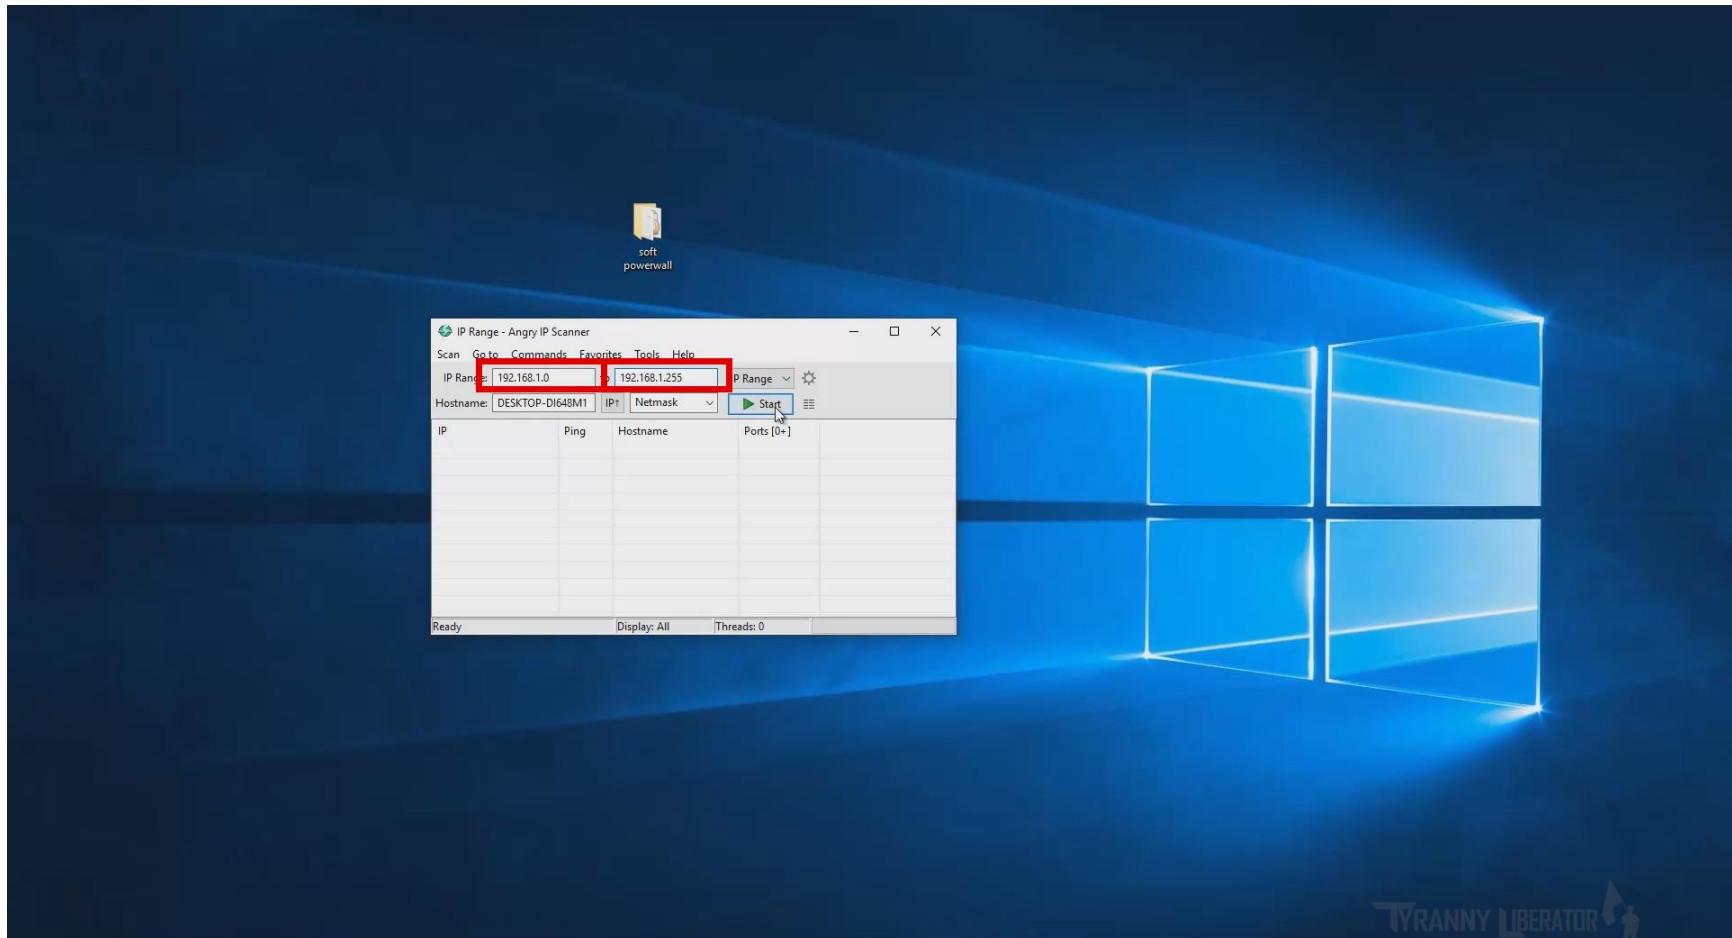 soft
powerwall
IP Range - Angry IP Scanner
Scan Go to Commands Favorites Tools Help
IP Range: 192.168.1.0 192.168.1.255 P Range
Hostname: DESKTOP-DI648M1 IP↑ Netmask Start
IP Ping Hostname Ports [0+]
Ready Display: All Threads: 0
TYRANNY LIBERATOR